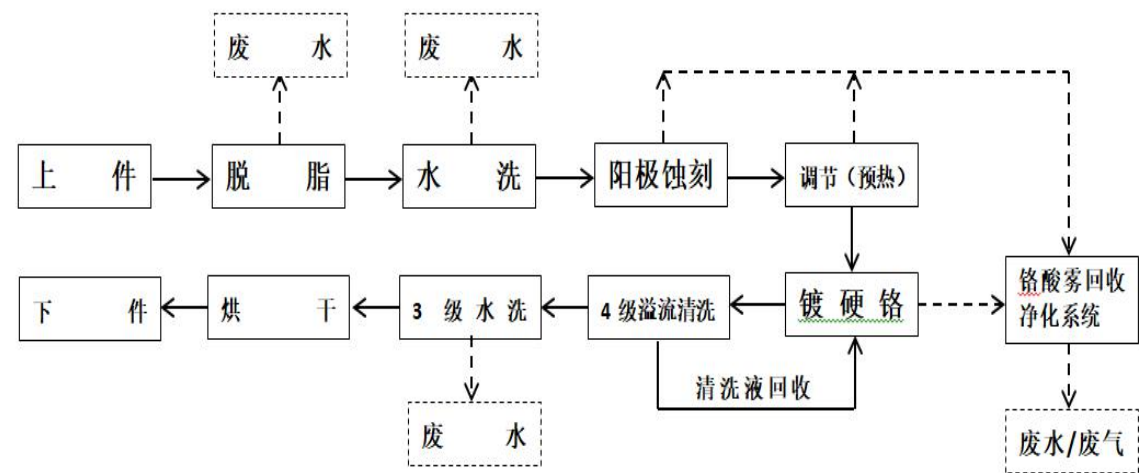 废 水
废 水
上 件
脱 脂
水 洗
阳极蚀刻
调节（预热）
下 件
烘 干
3 级 水 洗
4 级溢流清洗
镀 硬 铬
铬酸雾回收
净化系统
清洗液回收
废 水
废水/废气